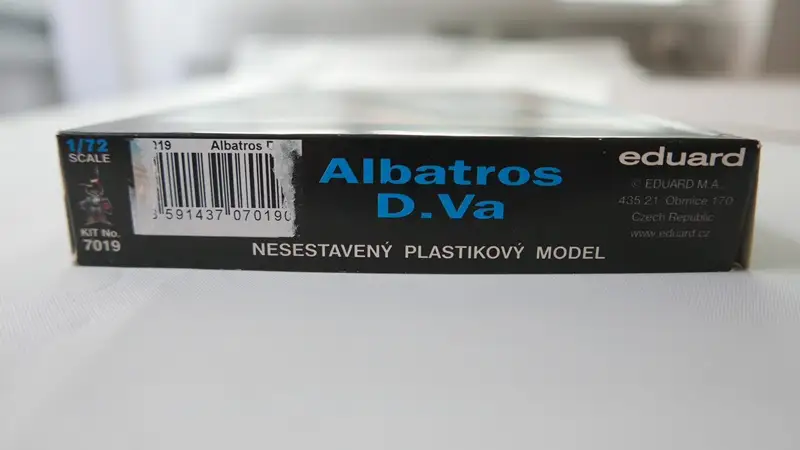 1/72
SCALE
KIT No.
7019
019 Albatros D
8 591437 070190
Albatros
D.Va
NESESTAVENÝ PLASTIKOVÝ MODEL
eduard
© EDUARD M.A.
435 21 Obrnice 170
Czech Republic
www.eduard.cz